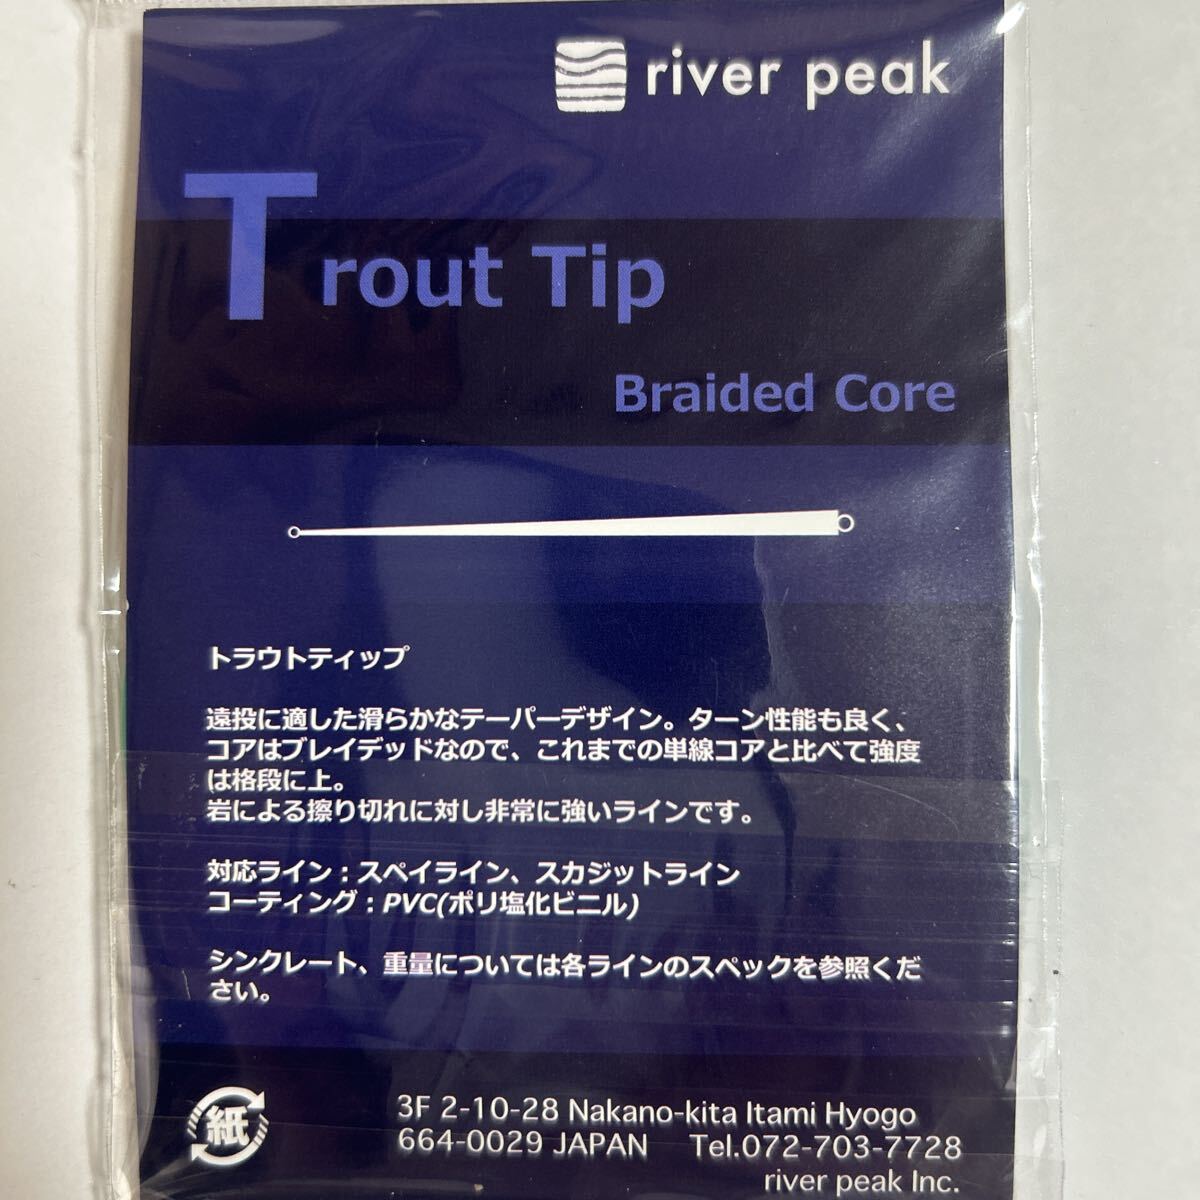 river peak
Trout Tip
Braided Core
トラウトティップ
遠投に適した滑らかなテーパーデザイン。ターン性能も良く、
コアはブレイデッドなので、これまでの単線コアと比べて強度
は格段に上。
岩による擦り切れに対し非常に強いラインです。
対応ライン：スペイライン、スカジットライン
コーティング：PVC(ポリ塩化ビニル)
シンクレート、重量については各ラインのスペックを参照くだ
さい。
紙
3F 2-10-28 Nakano-kita Itami Hyogo
664-0029 JAPAN Tel.072-703-7728
river peak Inc.